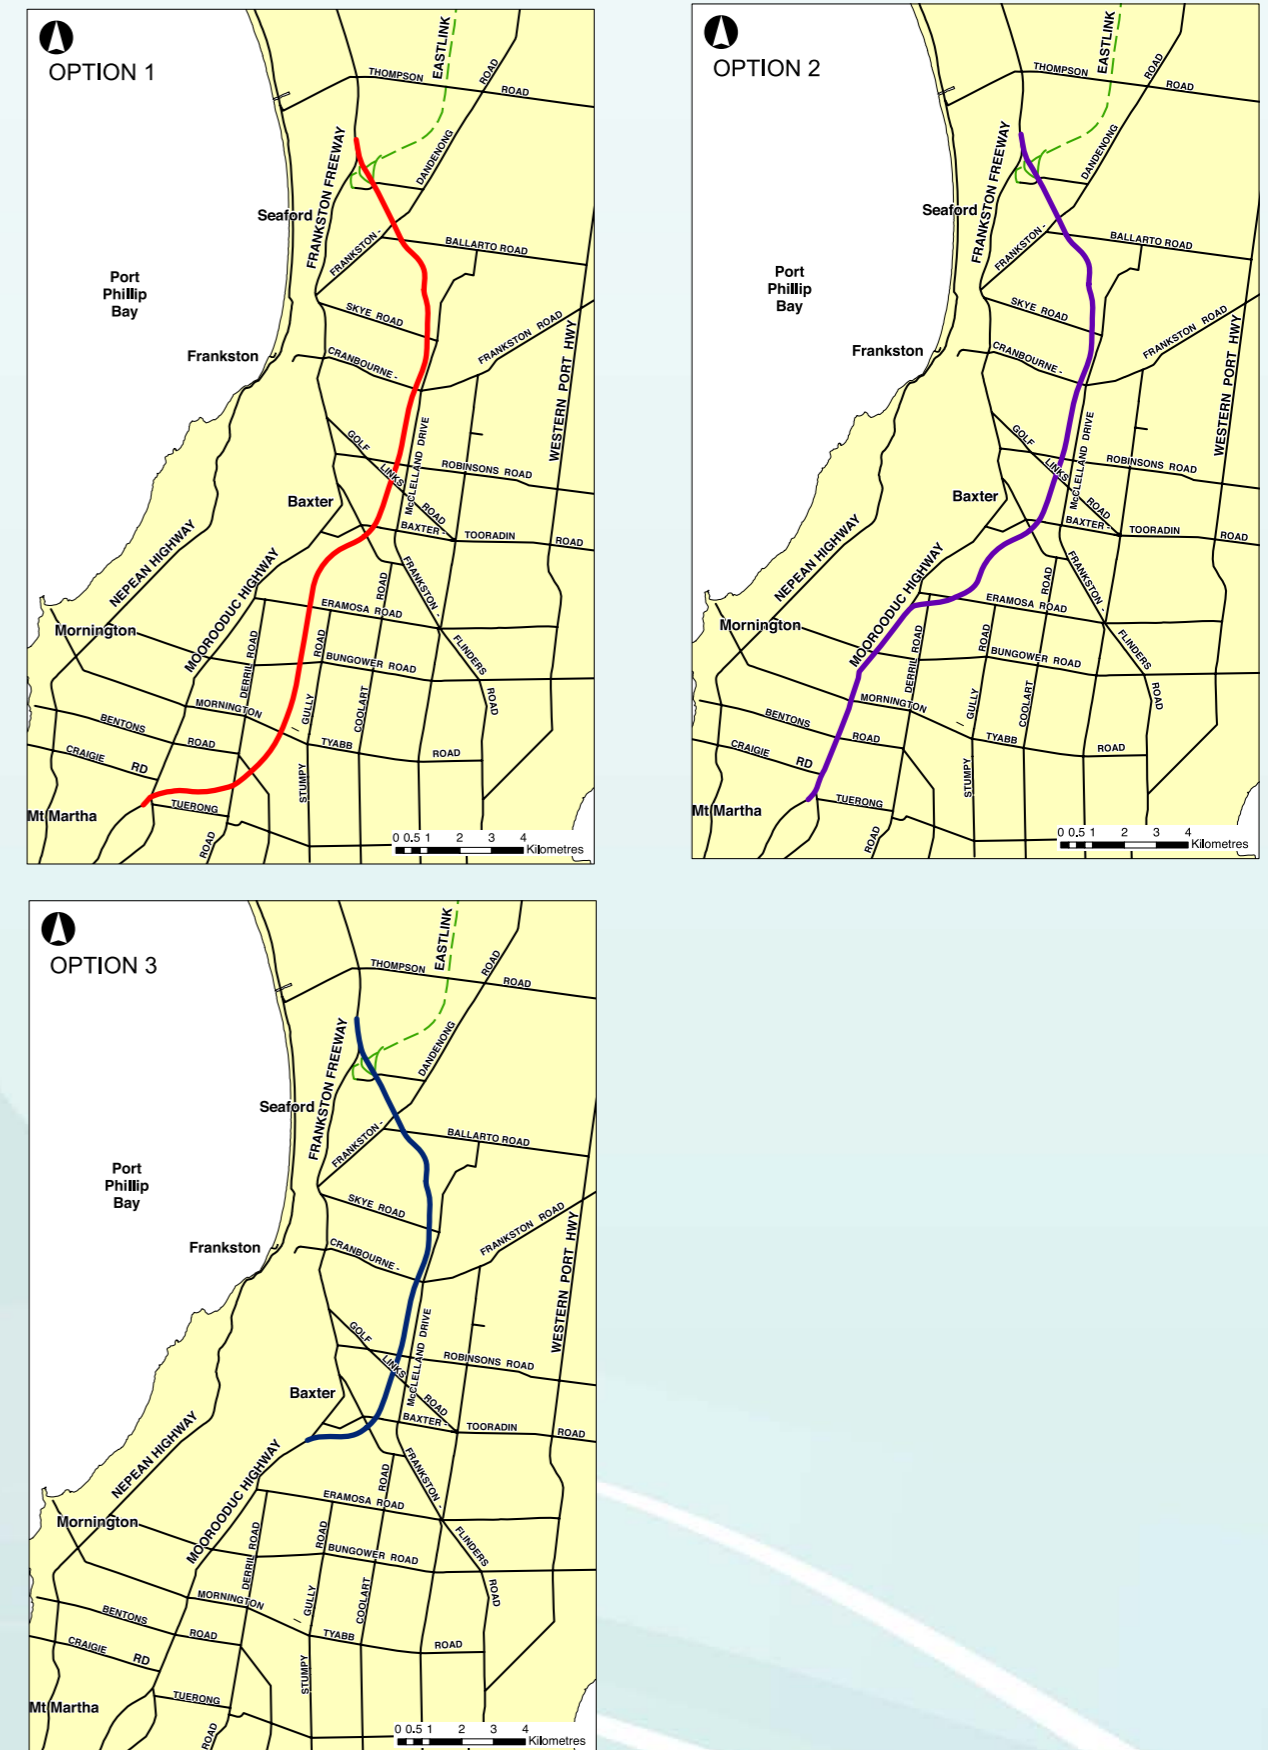 OPTION 1
EASTLINK
THOMPSON
ROAD
ROAD
FRANKSTON FREEWAY
DANDENONG
Seaford
FRANKSTON -
BALLARTO ROAD
Port
Phillip
Bay
SKYE ROAD
FRANKSTON ROAD
WESTERN PORT HWY
Frankston
CRANBOURNE -
GOLF
LINKS
ROAD
McCLELLAND DRIVE
ROBINSONS ROAD
Baxter
BAXTER -
TOORADIN
ROAD
NEPEAN HIGHWAY
MOOROODUC HIGHWAY
FRANKSTON -
FLINDERS
ROAD
ROAD
ERAMOSA ROAD
Mornington
DERRIL ROAD
ROAD
BUNGOWER ROAD
GULLY
COOLART
MORNINGTON
BENTONS
ROAD
TYABB
ROAD
CRAIGIE
RD
STUMPY
TUERONG
Mt Martha
ROAD
0 0.5 1 2 3 4
Kilometres
OPTION 2
EASTLINK
THOMPSON
ROAD
ROAD
FRANKSTON FREEWAY
DANDENONG
Seaford
FRANKSTON -
BALLARTO ROAD
Port
Phillip
Bay
SKYE ROAD
FRANKSTON ROAD
WESTERN PORT HWY
Frankston
CRANBOURNE -
GOLF
LINKS
ROAD
McCLELLAND DRIVE
ROBINSONS ROAD
Baxter
BAXTER -
TOORADIN
ROAD
NEPEAN HIGHWAY
MOOROODUC HIGHWAY
FRANKSTON -
FLINDERS
ROAD
ROAD
ERAMOSA ROAD
Mornington
DERRIL ROAD
ROAD
BUNGOWER ROAD
GULLY
COOLART
MORNINGTON
BENTONS
ROAD
TYABB
ROAD
CRAIGIE
RD
STUMPY
TUERONG
Mt Martha
ROAD
0 0.5 1 2 3 4
Kilometres
OPTION 3
EASTLINK
THOMPSON
ROAD
ROAD
FRANKSTON FREEWAY
DANDENONG
Seaford
FRANKSTON -
BALLARTO ROAD
Port
Phillip
Bay
SKYE ROAD
FRANKSTON ROAD
WESTERN PORT HWY
Frankston
CRANBOURNE -
GOLF
LINKS
ROAD
McCLELLAND DRIVE
ROBINSONS ROAD
Baxter
BAXTER -
TOORADIN
ROAD
NEPEAN HIGHWAY
MOOROODUC HIGHWAY
FRANKSTON -
FLINDERS
ROAD
ROAD
ERAMOSA ROAD
Mornington
DERRIL ROAD
ROAD
BUNGOWER ROAD
GULLY
COOLART
MORNINGTON
BENTONS
ROAD
TYABB
ROAD
CRAIGIE
RD
STUMPY
TUERONG
Mt Martha
ROAD
0 0.5 1 2 3 4
Kilometres